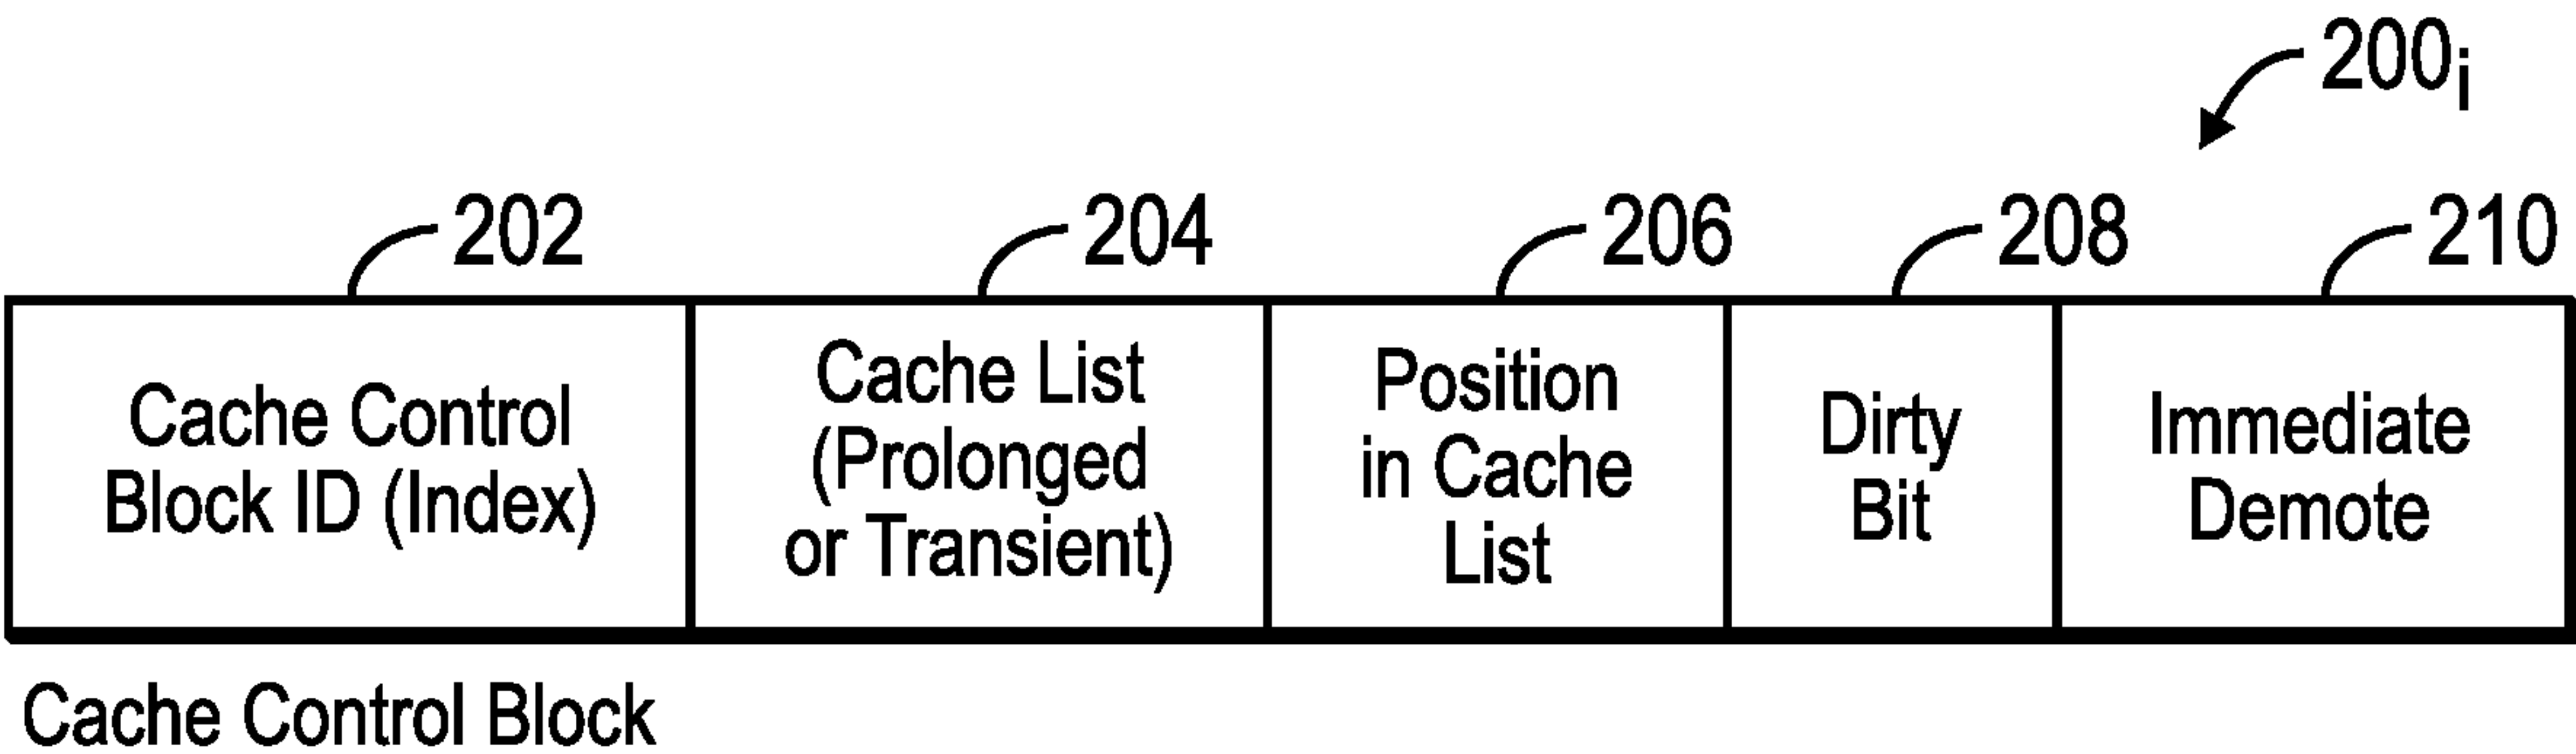 200i
202
204
206
208
210
Cache Control
Block ID (Index)
Cache List
(Prolonged
or Transient)
Position
in Cache
List
Dirty
Bit
Immediate
Demote
Cache Control Block